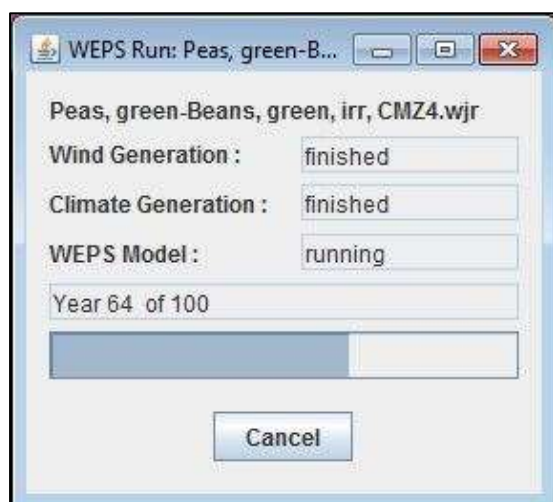 WEPS Run: Peas, green-B...
Peas, green-Beans, green, irr, CMZ4.wjr
Wind Generation : finished
Climate Generation : finished
WEPS Model : running
Year 64 of 100
Cancel